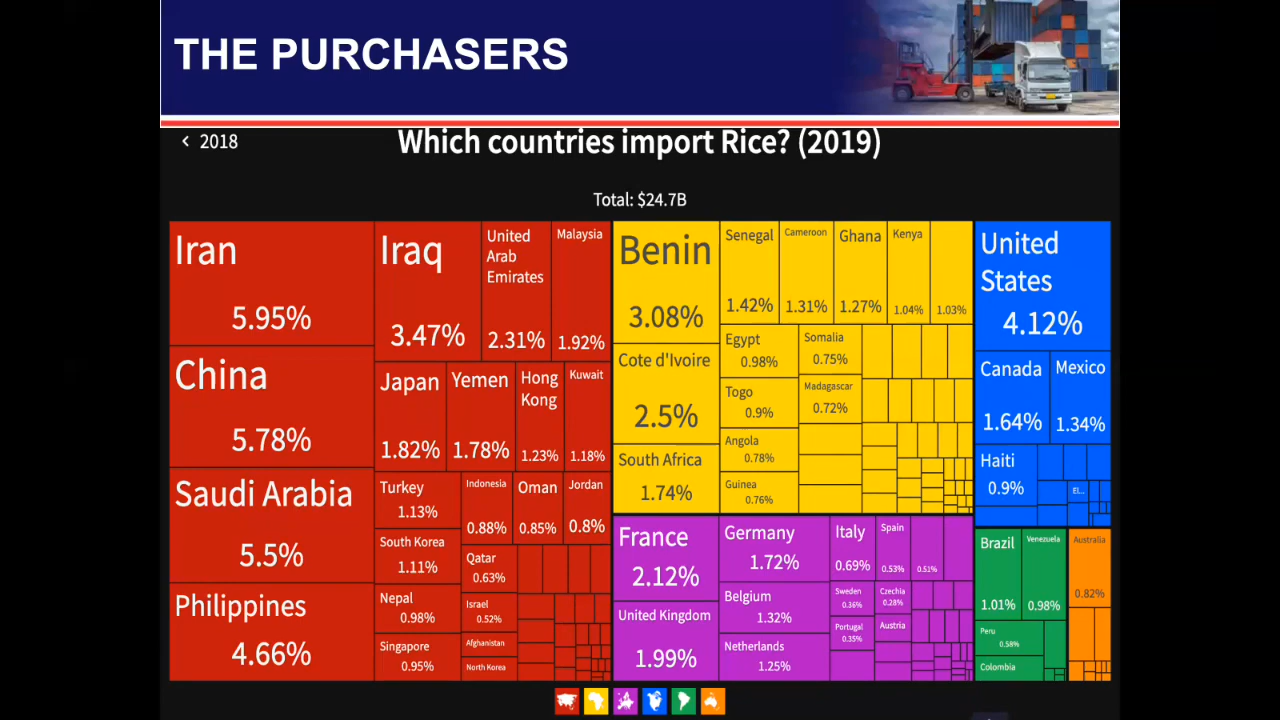 THE PURCHASERS
< 2018
Which countries import Rice? (2019)
Total: $24.7B
Iran
5.95%
China
5.78%
Saudi Arabia
5.5%
Philippines
4.66%
Iraq
3.47%
United
Arab
Emirates
2.31%
Malaysia
1.92%
Japan
1.82%
Yemen
1.78%
Hong
Kong
1.23%
Kuwait
1.18%
Turkey
1.13%
South Korea
1.11%
Nepal
0.98%
Singapore
0.95%
Indonesia
0.88%
Oman
0.85%
Jordan
0.8%
Qatar
0.63%
Israel
0.52%
Afghanistan
North Korea
Benin
3.08%
Cote d'Ivoire
2.5%
South Africa
1.74%
Senegal
1.42%
Cameroon
1.31%
Ghana
1.27%
Kenya
1.04%
1.03%
Egypt
0.98%
Togo
0.9%
Angola
0.78%
Guinea
0.76%
Somalia
0.75%
Madagascar
0.72%
France
2.12%
United Kingdom
1.99%
Germany
1.72%
Belgium
1.32%
Netherlands
1.25%
Italy
0.69%
Spain
0.53%
0.51%
Sweden
0.36%
Czechia
0.28%
Portugal
0.35%
Austria
United
States
4.12%
Canada
1.64%
Mexico
1.34%
Haiti
0.9%
El...
Brazil
1.01%
Venezuela
0.98%
Peru
0.58%
Colombia
Australia
0.82%